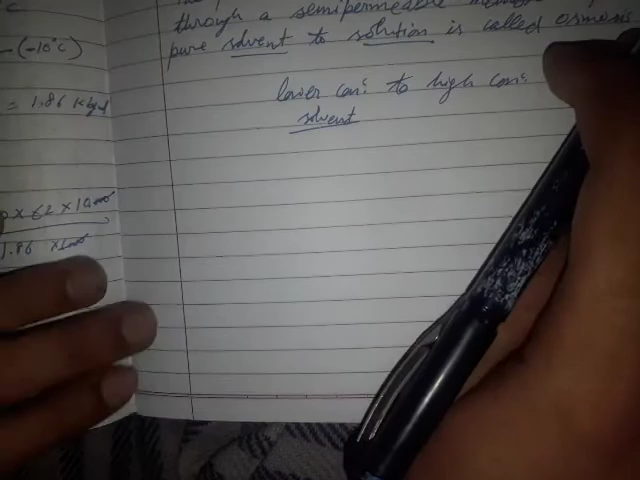 °C
-(-10°C)
= 1.86 K kg
× 62 × 1000
1.86 × 1000
through a semipermeable
pure solvent to solution is called osmosis
lower conc. to high conc.
solvent